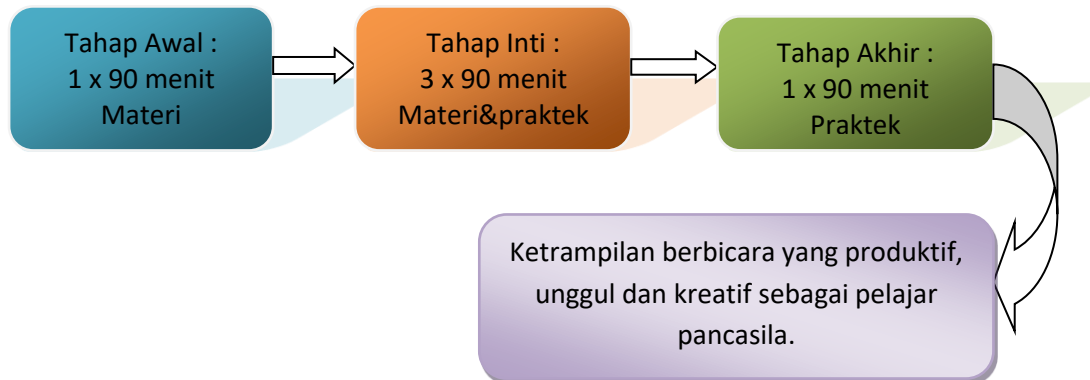 Tahap Awal :
1 x 90 menit
Materi
Tahap Inti :
3 x 90 menit
Materi&praktek
Tahap Akhir :
1 x 90 menit
Praktek
Ketrampilan berbicara yang produktif,
unggul dan kreatif sebagai pelajar
pancasila.